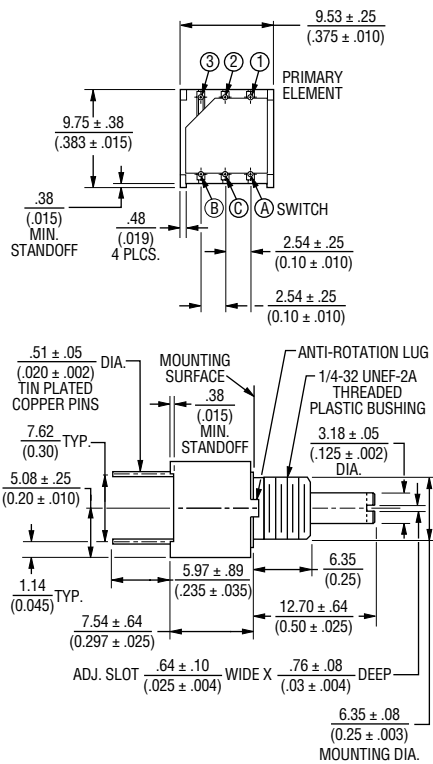 9.53 ± .25
(.375 ± .010)
3 2 1
PRIMARY
ELEMENT
9.75 ± .38
(.383 ± .015)
.38
(.015)
MIN.
STANDOFF
.48
(.019)
4 PLCS.
B C A SWITCH
2.54 ± .25
(0.10 ± .010)
2.54 ± .25
(0.10 ± .010)
.51 ± .05
(.020 ± .002)
DIA.
TIN PLATED
COPPER PINS
MOUNTING
SURFACE
ANTI-ROTATION LUG
1/4-32 UNEF-2A
THREADED
PLASTIC BUSHING
.38
(.015)
MIN.
STANDOFF
3.18 ± .05
(.125 ± .002)
DIA.
7.62
(0.30)
TYP.
5.08 ± .25
(0.20 ± .010)
1.14
(0.045)
TYP.
5.97 ± .89
(.235 ± .035)
6.35
(0.25)
7.54 ± .64
(0.297 ± .025)
12.70 ± .64
(0.50 ± .025)
ADJ. SLOT .64 ± .10 WIDE X .76 ± .08 DEEP
(.025 ± .004) (.03 ± .004)
6.35 ± .08
(0.25 ± .003)
MOUNTING DIA.